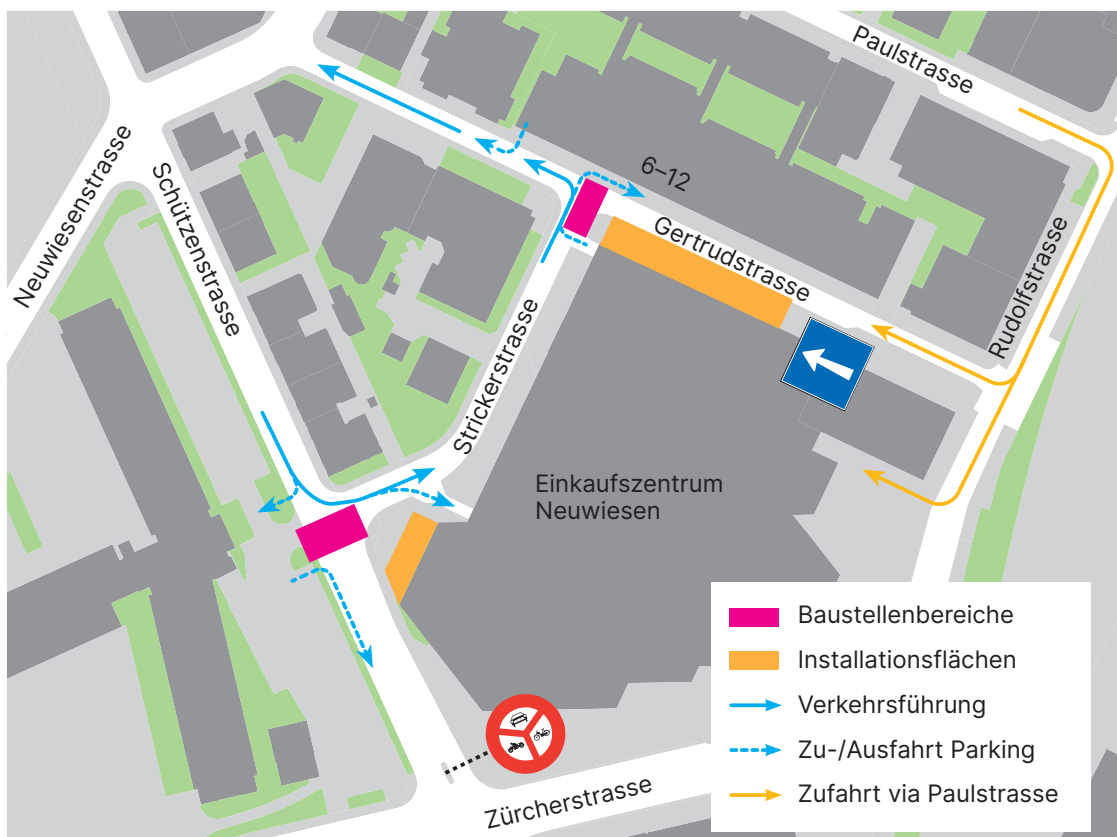 Paulstrasse
Neuwiesenstrasse
Schützenstrasse
6–12
Gertrudstrasse
Rudolfstrasse
Strickerstrasse
Einkaufszentrum
Neuwiesen
Zürcherstrasse
Baustellenbereiche
Installationsflächen
Verkehrsführung
Zu-/Ausfahrt Parking
Zufahrt via Paulstrasse